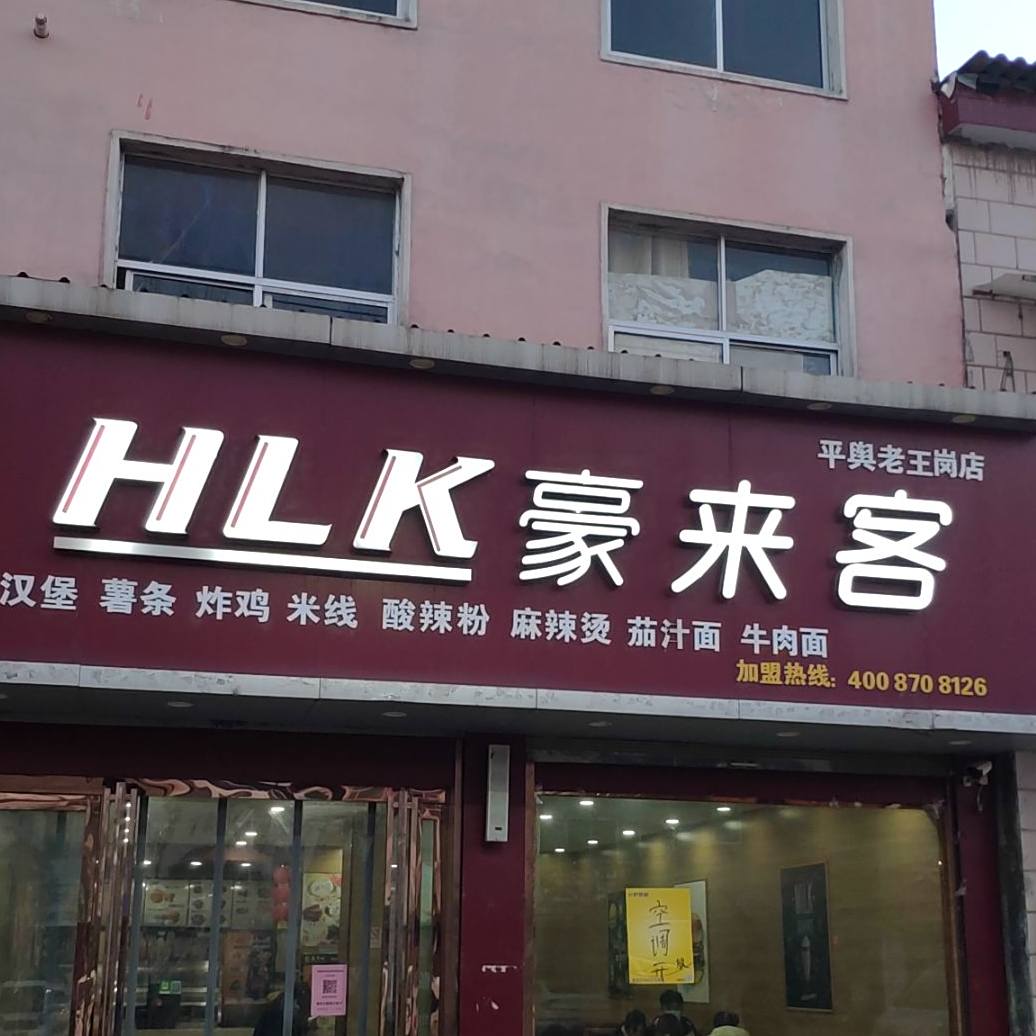 平舆老王岗店
HLK 豪来客
汉堡 薯条 炸鸡 米线 酸辣粉 麻辣烫 茄汁面 牛肉面
加盟热线: 400 870 8126
空调开